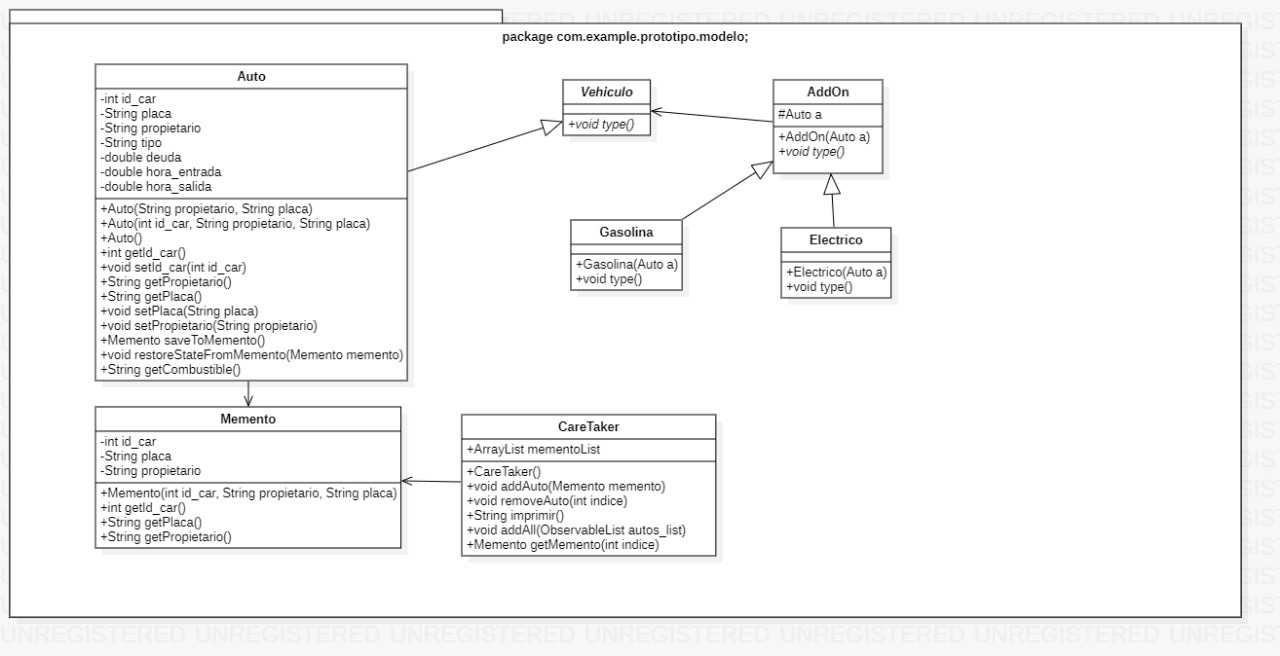 package com.example.prototipo.modelo;
Auto
-int id_car
-String placa
-String propietario
-String tipo
-double deuda
-double hora_entrada
-double hora_salida
+Auto(String propietario, String placa)
+Auto(int id_car, String propietario, String placa)
+Auto()
+int getId_car()
+void setId_car(int id_car)
+String getPropietario()
+String getPlaca()
+void setPlaca(String placa)
+void setPropietario(String propietario)
+Memento saveToMemento()
+void restoreStateFromMemento(Memento memento)
+String getCombustible()
Vehiculo
+void type()
AddOn
#Auto a
+AddOn(Auto a)
+void type()
Gasolina
+Gasolina(Auto a)
+void type()
Electrico
+Electrico(Auto a)
+void type()
Memento
-int id_car
-String placa
-String propietario
+Memento(int id_car, String propietario, String placa)
+int getId_car()
+String getPlaca()
+String getPropietario()
CareTaker
+ArrayList mementoList
+CareTaker()
+void addAuto(Memento memento)
+void removeAuto(int indice)
+String imprimir()
+void addAll(ObservableList autos_list)
+Memento getMemento(int indice)
UNREGISTERED UNREGISTERED UNREGISTERED UNREGISTERED UNREGISTERED UNREGISTERED